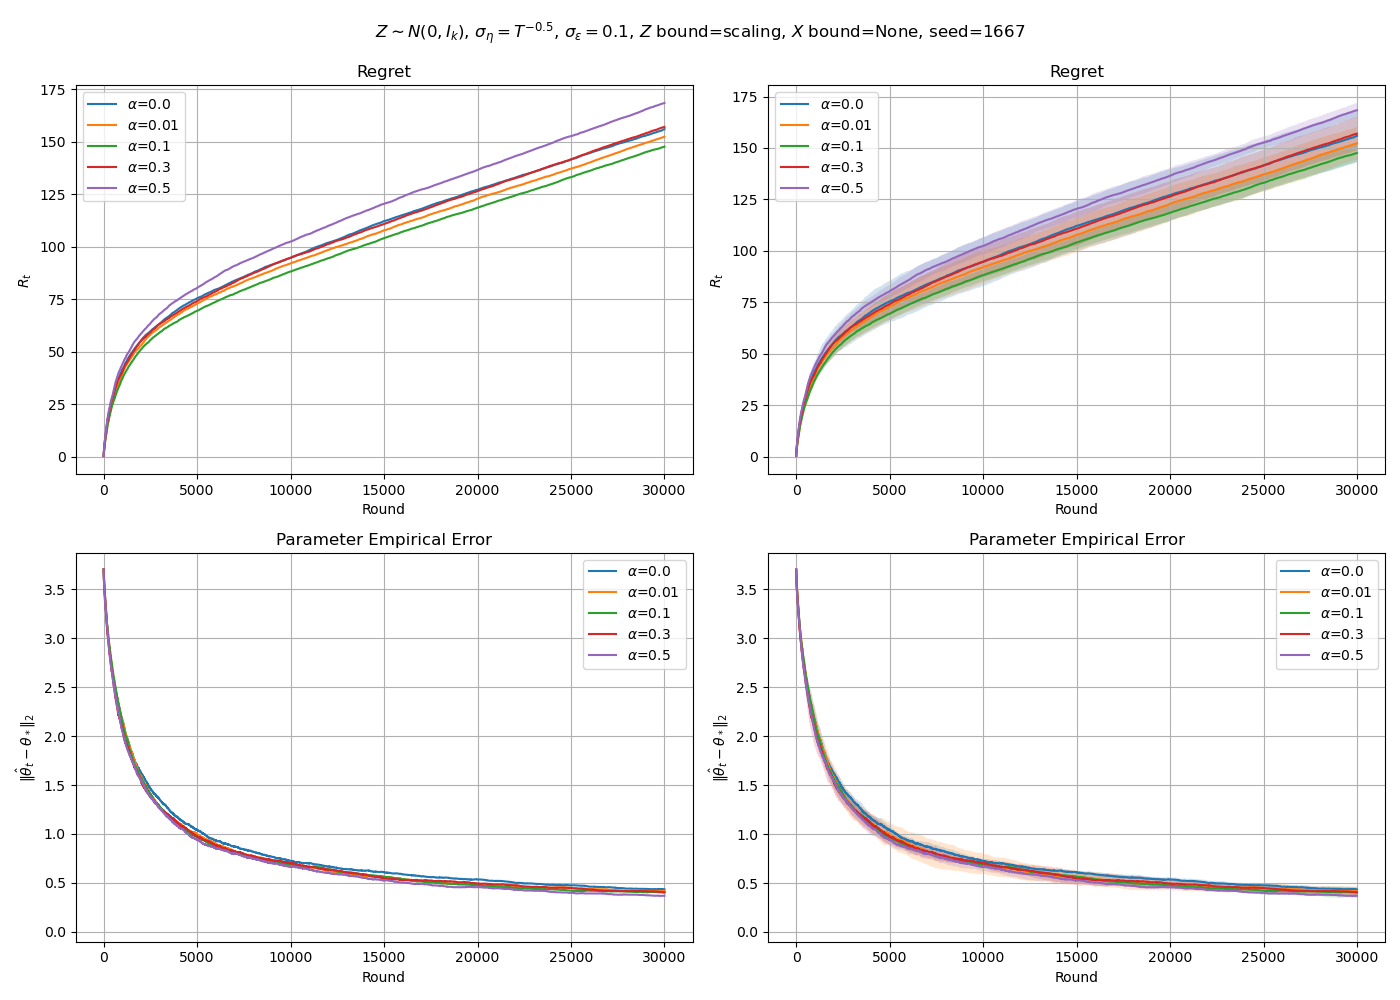 Z ∼ N(0, I_k), σ_η = T^{−0.5}, σ_ε = 0.1, Z bound=scaling, X bound=None, seed=1667
Regret
R_t
175
150
125
100
75
50
25
0
α=0.0
α=0.01
α=0.1
α=0.3
α=0.5
0 5000 10000 15000 20000 25000 30000
Round
Regret
R_t
175
150
125
100
75
50
25
0
α=0.0
α=0.01
α=0.1
α=0.3
α=0.5
0 5000 10000 15000 20000 25000 30000
Round
Parameter Empirical Error
‖θ̂_t − θ_*‖_2
3.5
3.0
2.5
2.0
1.5
1.0
0.5
0.0
α=0.0
α=0.01
α=0.1
α=0.3
α=0.5
0 5000 10000 15000 20000 25000 30000
Round
Parameter Empirical Error
‖θ̂_t − θ_*‖_2
3.5
3.0
2.5
2.0
1.5
1.0
0.5
0.0
α=0.0
α=0.01
α=0.1
α=0.3
α=0.5
0 5000 10000 15000 20000 25000 30000
Round